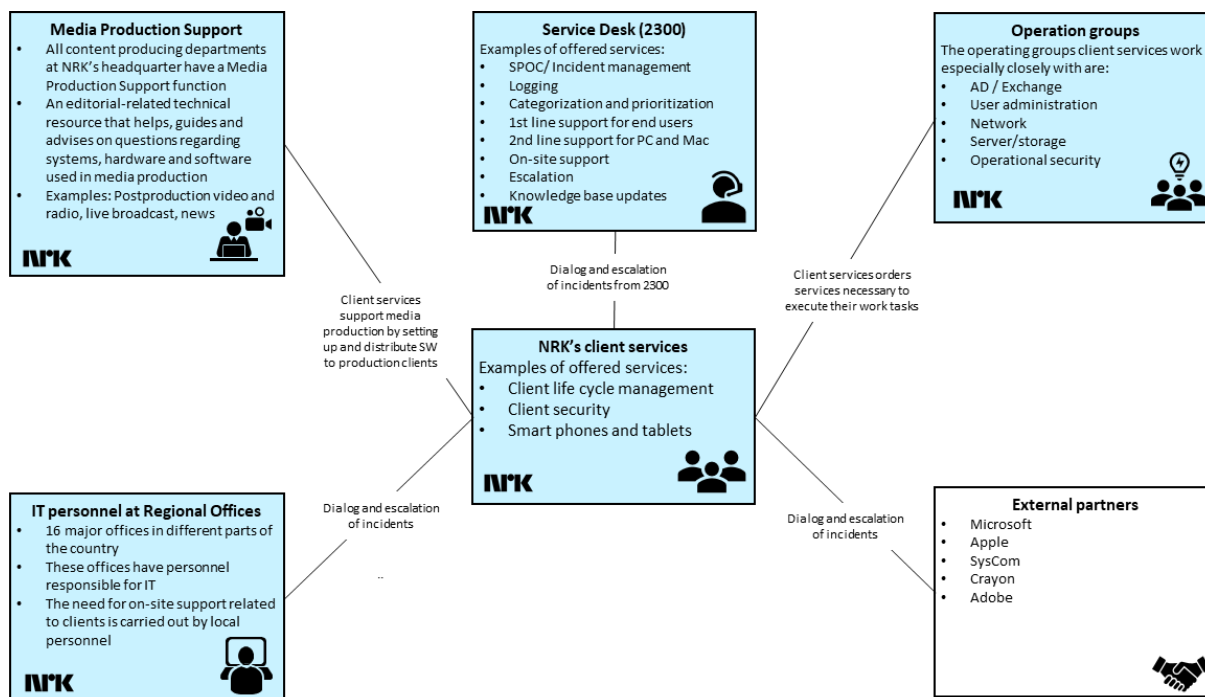 Media Production Support
• All content producing departments
at NRK's headquarter have a Media
Production Support function
• An editorial-related technical
resource that helps, guides and
advises on questions regarding
systems, hardware and software
used in media production
• Examples: Postproduction video and
radio, live broadcast, news
NRK
Service Desk (2300)
Examples of offered services:
• SPOC/ Incident management
• Logging
• Categorization and prioritization
• 1st line support for end users
• 2nd line support for PC and Mac
• On-site support
• Escalation
• Knowledge base updates
NRK
Operation groups
The operating groups client services work
especially closely with are:
• AD / Exchange
• User administration
• Network
• Server/storage
• Operational security
NRK
Client services
support media
production by setting
up and distribute SW
to production clients
Dialog and escalation
of incidents from 2300
Client services orders
services necessary to
execute their work tasks
NRK's client services
Examples of offered services:
• Client life cycle management
• Client security
• Smart phones and tablets
NRK
Dialog and escalation
of incidents
..
Dialog and escalation
of incidents
IT personnel at Regional Offices
• 16 major offices in different parts of
the country
• These offices have personnel
responsible for IT
• The need for on-site support related
to clients is carried out by local
personnel
NRK
External partners
• Microsoft
• Apple
• SysCom
• Crayon
• Adobe